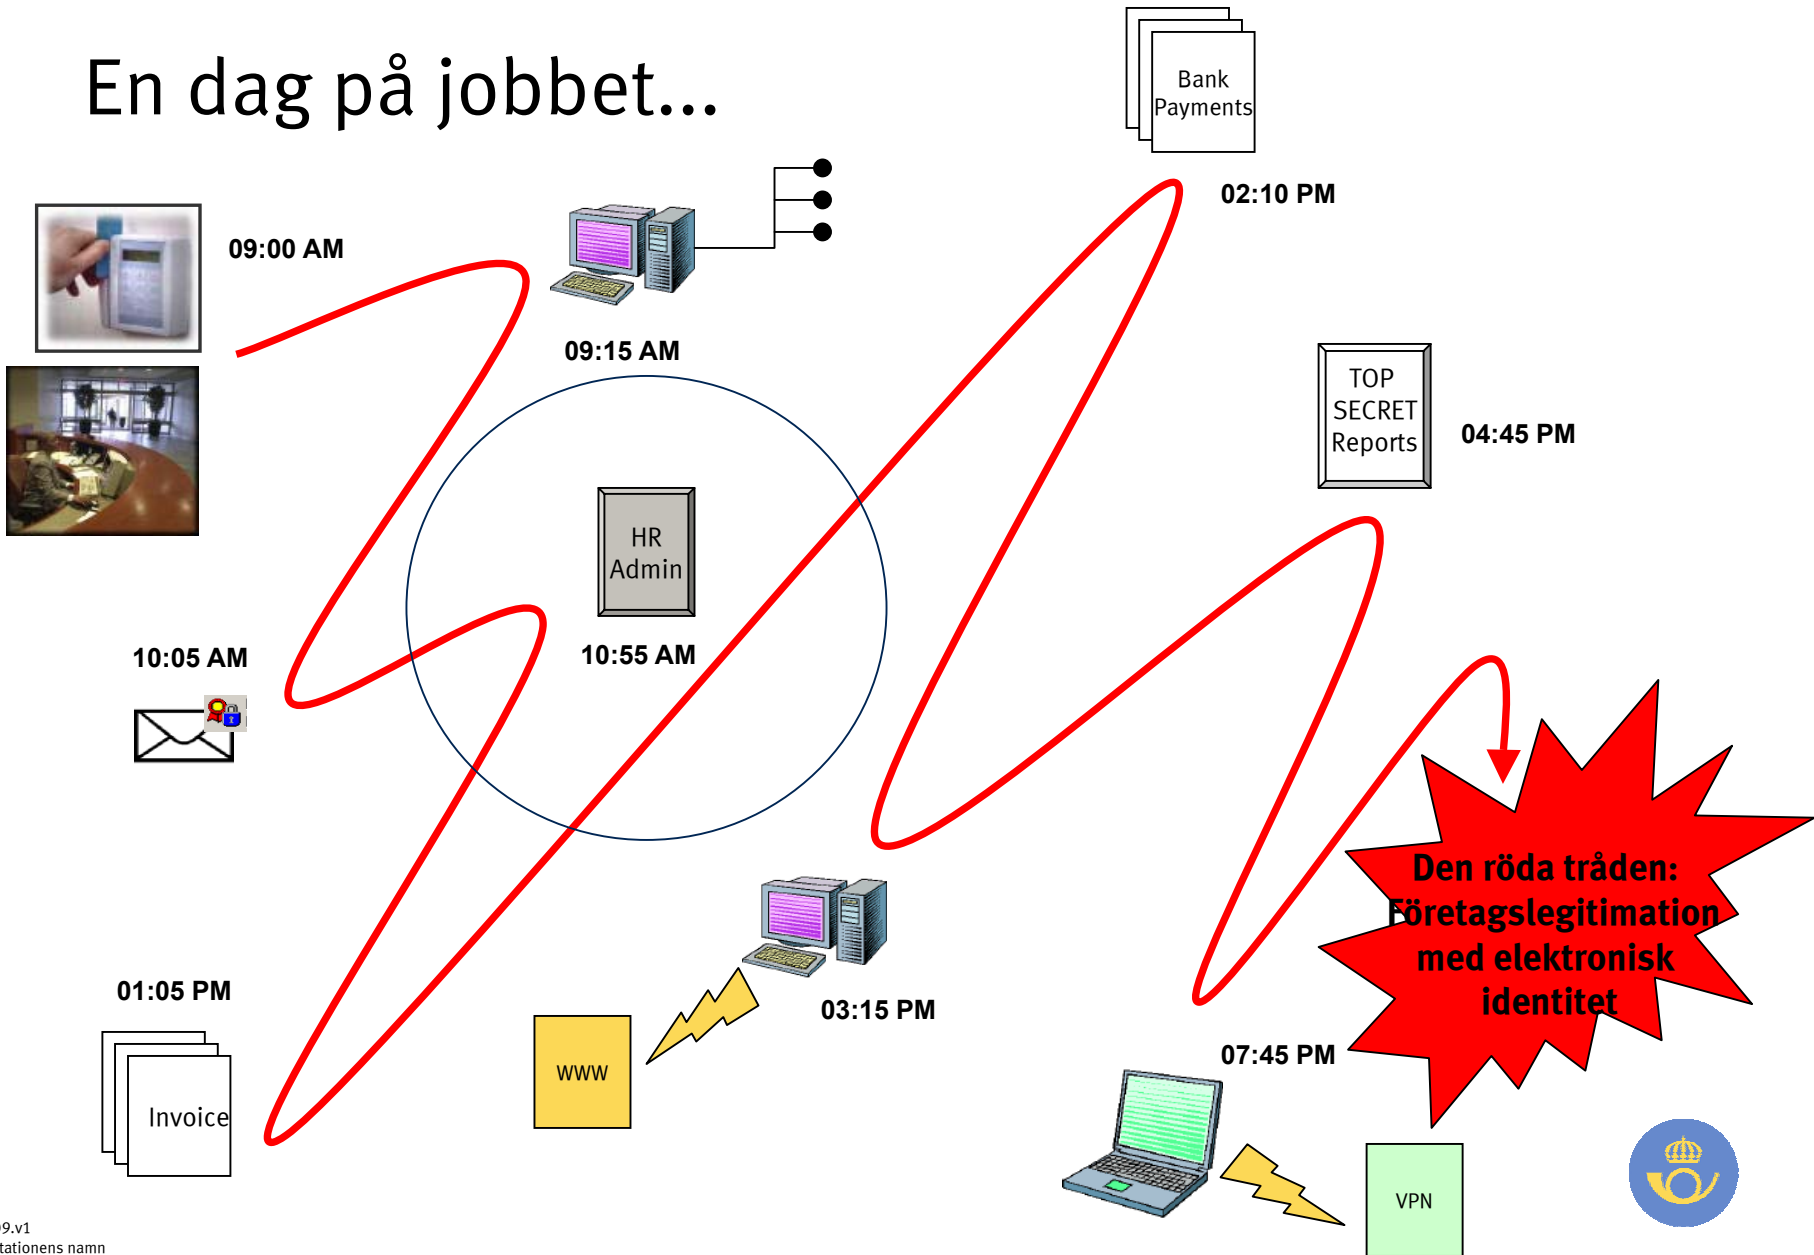 En dag på jobbet...
Bank
Payments
02:10 PM
09:00 AM
09:15 AM
TOP
SECRET
Reports
04:45 PM
HR
Admin
10:55 AM
10:05 AM
Den röda tråden:
Företagslegitimation
med elektronisk
identitet
01:05 PM
Invoice
03:15 PM
WWW
07:45 PM
VPN
9.v1
tationens namn